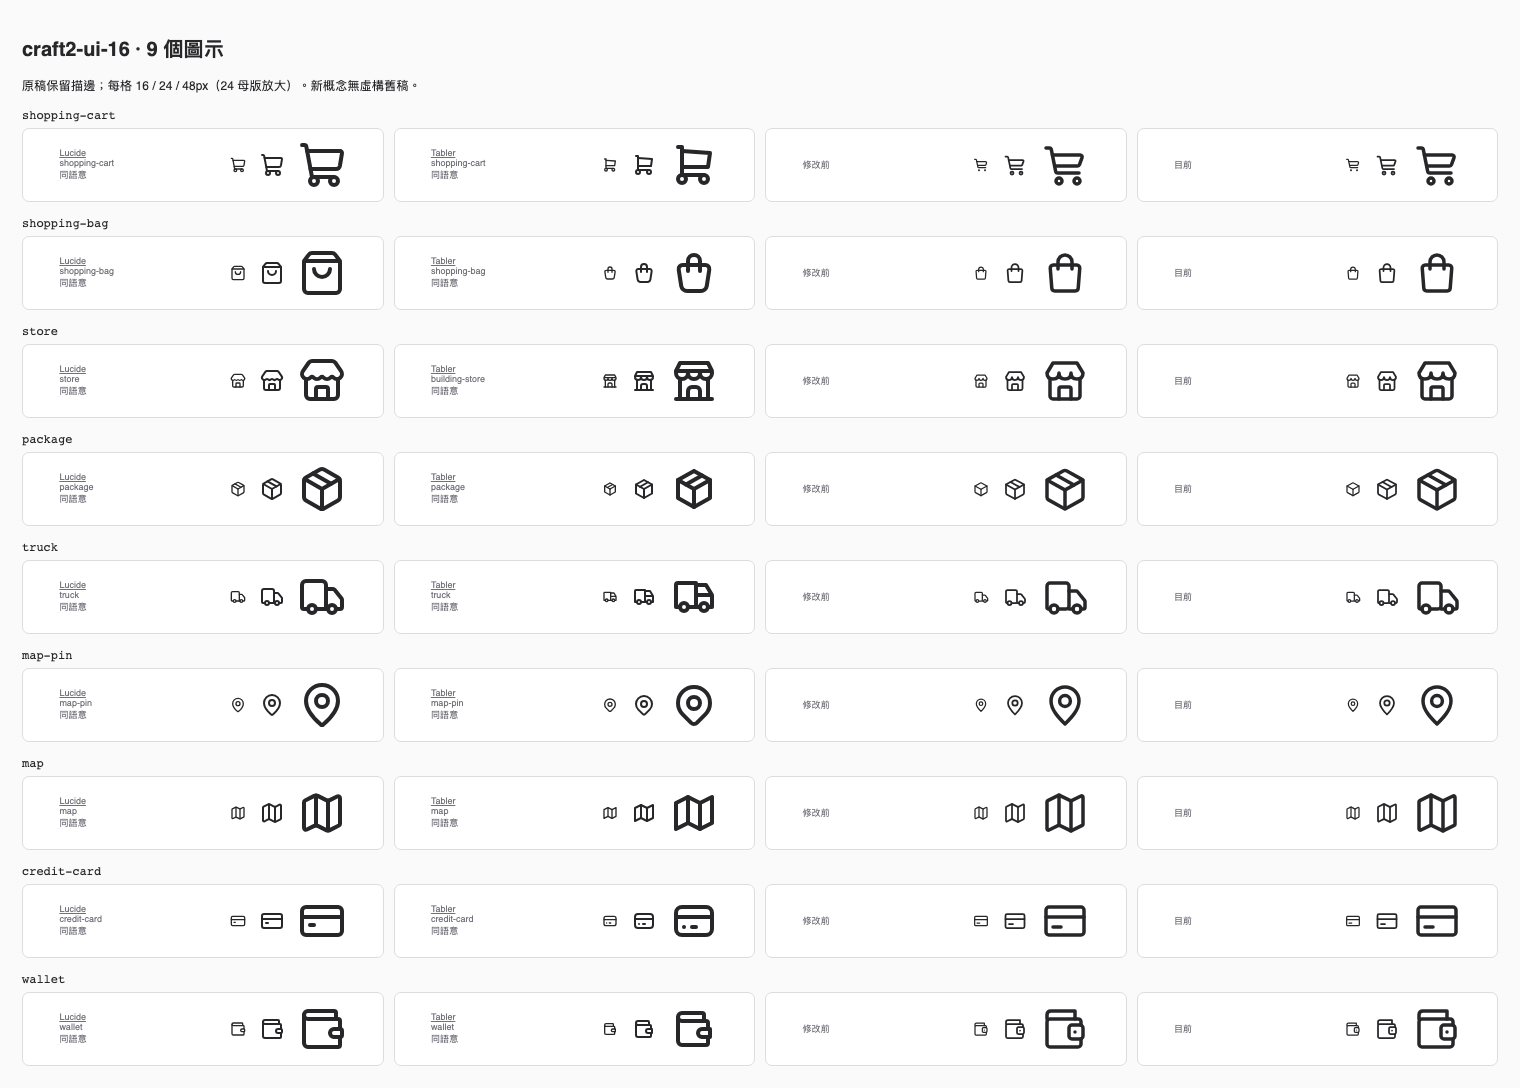 craft2-ui-16 · 9 個圖示
原稿保留描邊；每格 16 / 24 / 48px（24 母版放大）。新概念無虛構舊稿。
shopping-cart
Lucide
shopping-cart
同語意
Tabler
shopping-cart
同語意
修改前
目前
shopping-bag
Lucide
shopping-bag
同語意
Tabler
shopping-bag
同語意
修改前
目前
store
Lucide
store
同語意
Tabler
building-store
同語意
修改前
目前
package
Lucide
package
同語意
Tabler
package
同語意
修改前
目前
truck
Lucide
truck
同語意
Tabler
truck
同語意
修改前
目前
map-pin
Lucide
map-pin
同語意
Tabler
map-pin
同語意
修改前
目前
map
Lucide
map
同語意
Tabler
map
同語意
修改前
目前
credit-card
Lucide
credit-card
同語意
Tabler
credit-card
同語意
修改前
目前
wallet
Lucide
wallet
同語意
Tabler
wallet
同語意
修改前
目前